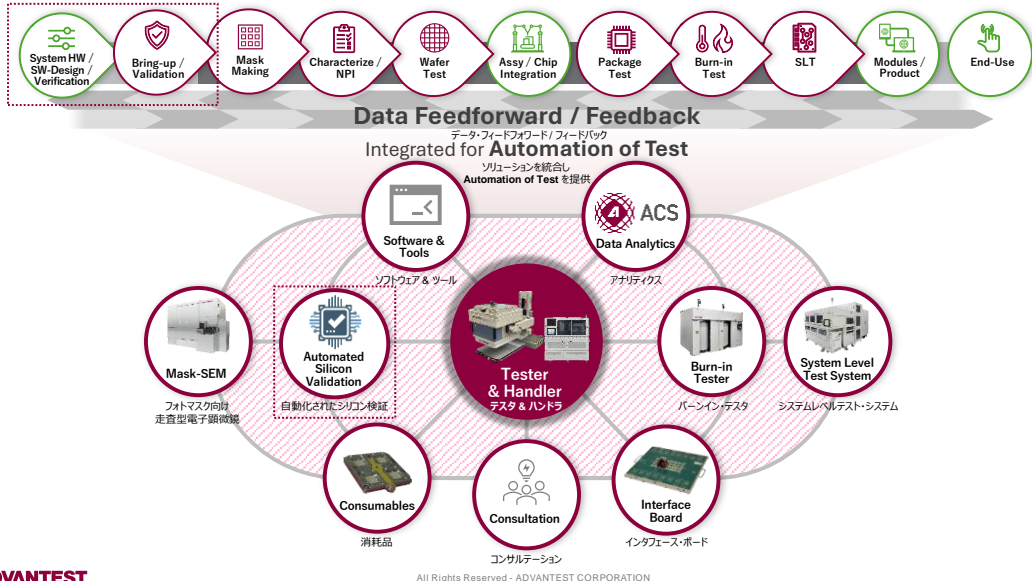 System HW /
SW-Design /
Verification
Bring-up /
Validation
Mask
Making
Characterize /
NPI
Wafer
Test
Assy / Chip
Integration
Package
Test
Burn-in
Test
SLT
Modules /
Product
End-Use
Data Feedforward / Feedback
データ・フィードフォワード / フィードバック
Integrated for Automation of Test
ソリューションを統合し
Automation of Test を提供
Software &
Tools
ソフトウェア & ツール
ACS
Data Analytics
アナリティクス
Mask-SEM
フォトマスク向け
走査型電子顕微鏡
Automated
Silicon
Validation
自動化されたシリコン検証
Tester
& Handler
テスタ & ハンドラ
Burn-in
Tester
バーンイン・テスタ
System Level
Test System
システムレベルテスト・システム
Consumables
消耗品
Consultation
コンサルテーション
Interface
Board
インタフェース・ボード
ADVANTEST
All Rights Reserved - ADVANTEST CORPORATION